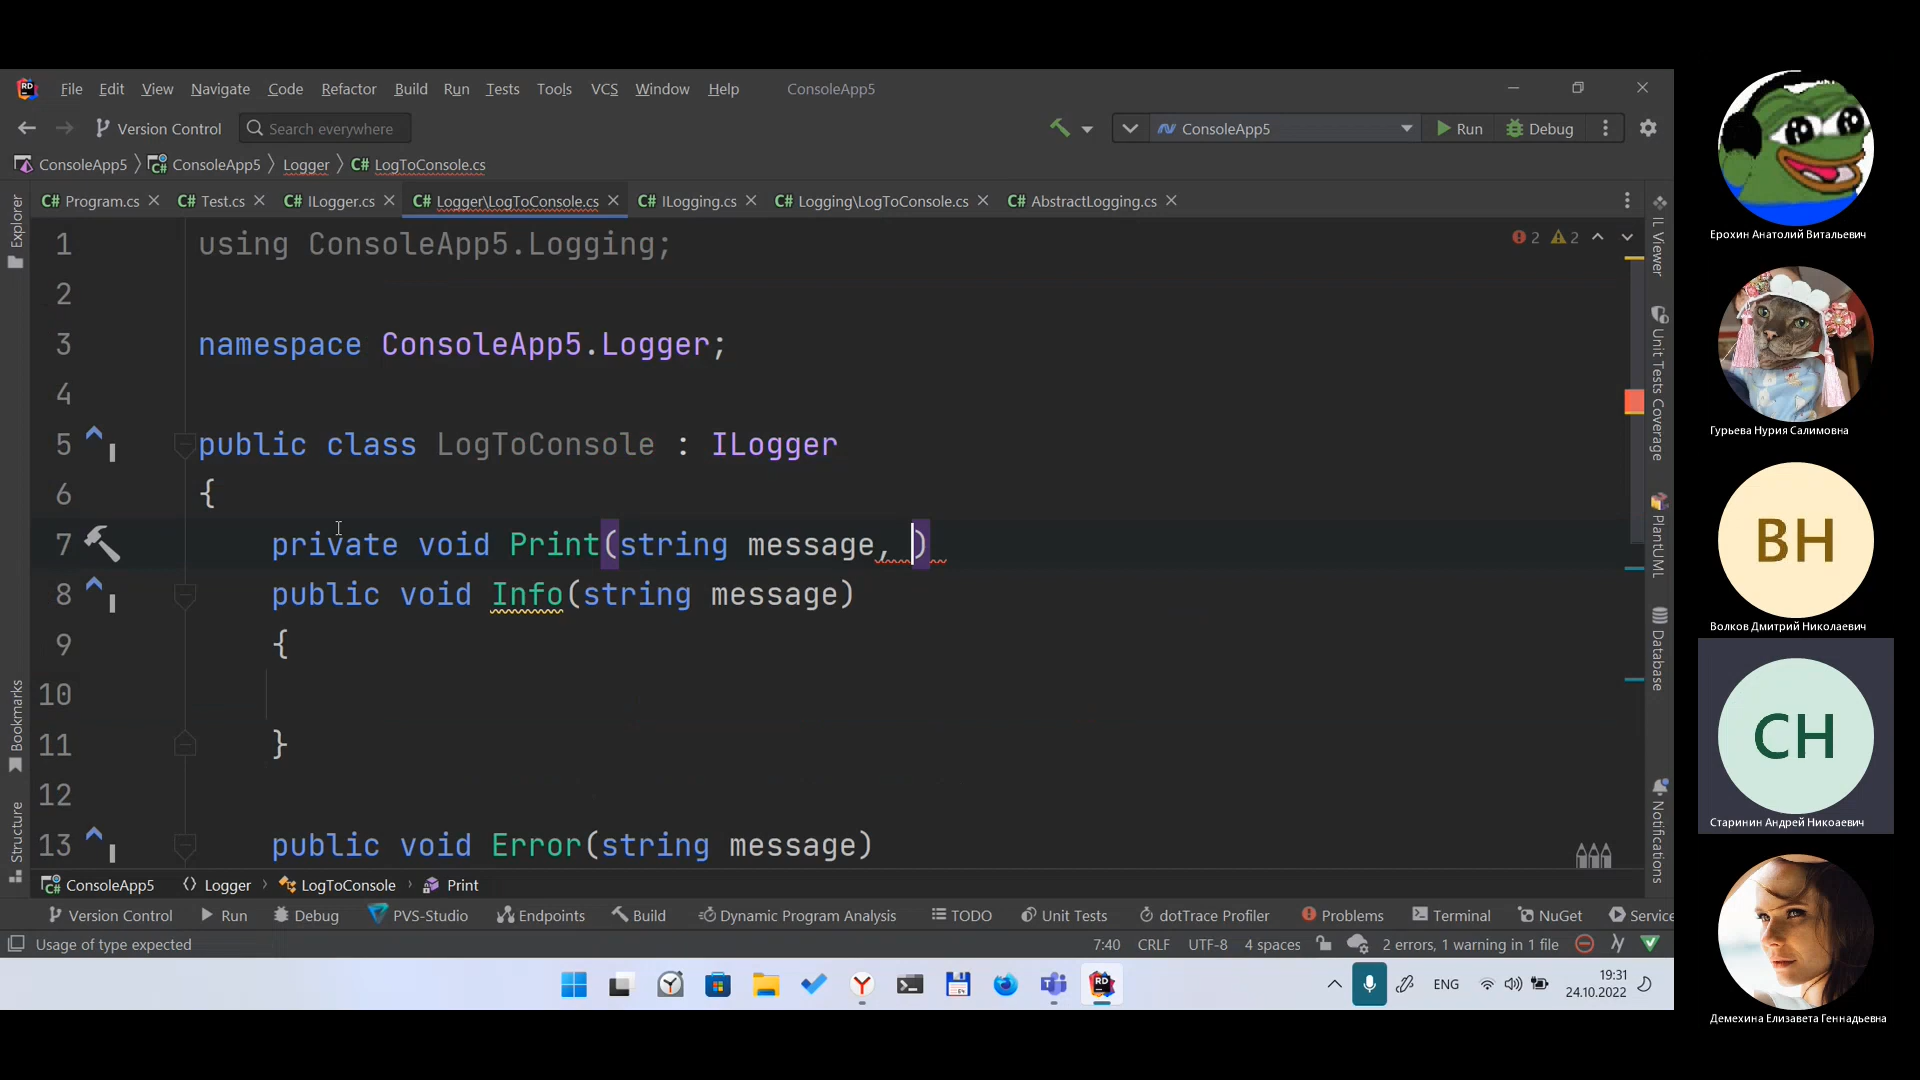 File Edit View Navigate Code Refactor Build Run Tests Tools VCS Window Help ConsoleApp5
Version Control Search everywhere ConsoleApp5 Run Debug
ConsoleApp5 ConsoleApp5 Logger C# LogToConsole.cs
C# Program.cs C# Test.cs C# ILogger.cs C# Logger\LogToConsole.cs C# ILogging.cs C# Logging\LogToConsole.cs C# AbstractLogging.cs
Explorer
Bookmarks
Structure
2 2
1 using ConsoleApp5.Logging;
2
3 namespace ConsoleApp5.Logger;
4
5 public class LogToConsole : ILogger
6 {
7 private void Print(string message, )
8 public void Info(string message)
9 {
10
11 }
12
13 public void Error(string message)
IL Viewer
Unit Tests Coverage
PlantUML
Database
Notifications
ConsoleApp5 Logger LogToConsole Print
Version Control Run Debug PVS-Studio Endpoints Build Dynamic Program Analysis TODO Unit Tests dotTrace Profiler Problems Terminal NuGet Service
Usage of type expected 7:40 CRLF UTF-8 4 spaces 2 errors, 1 warning in 1 file
ENG 19:31
24.10.2022
Ерохин Анатолий Витальевич
Гурьева Нурия Салимовна
ВН
Волков Дмитрий Николаевич
СН
Старинин Андрей Никоаевич
Демехина Елизавета Геннадьевна